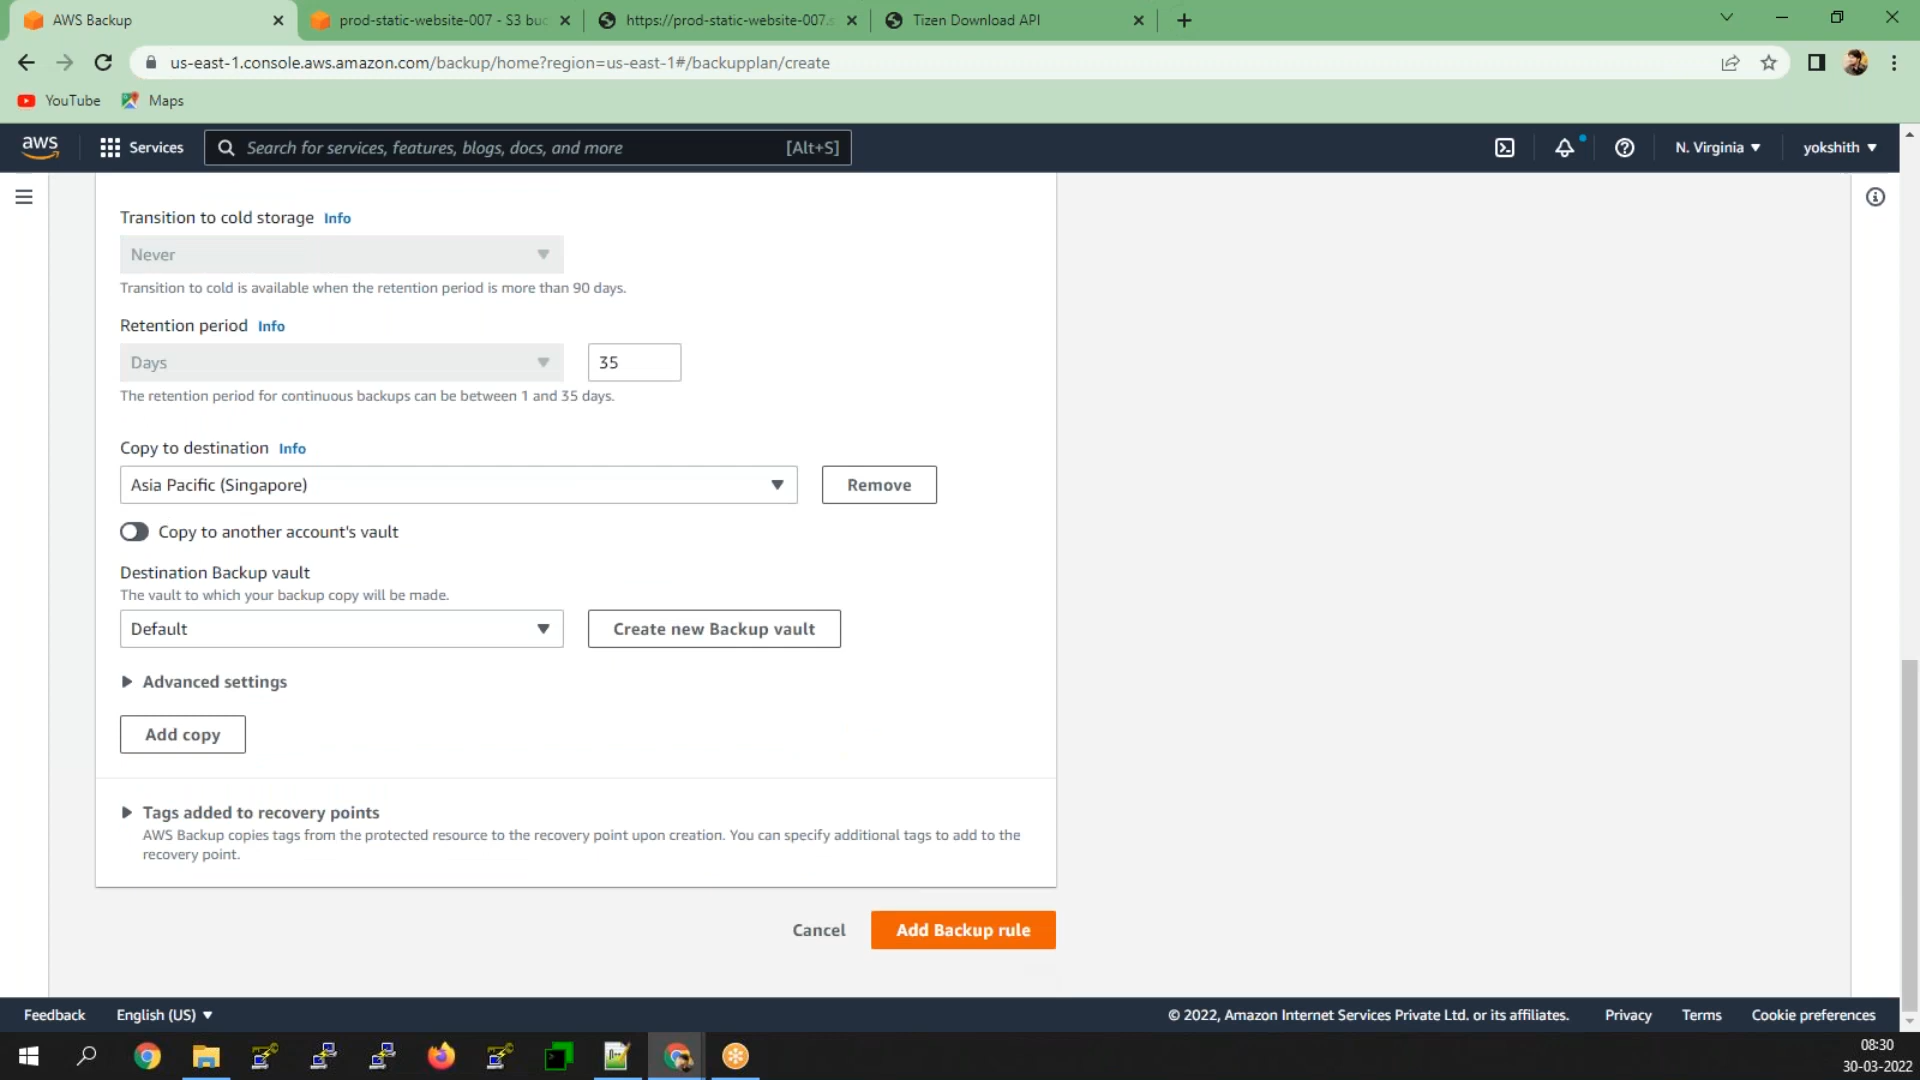 AWS Backup
prod-static-website-007 - S3 buc
https://prod-static-website-007.s
Tizen Download API
us-east-1.console.aws.amazon.com/backup/home?region=us-east-1#/backupplan/create
YouTube
Maps
aws
Services
Search for services, features, blogs, docs, and more
[Alt+S]
N. Virginia
yokshith
Transition to cold storage Info
Never
Transition to cold is available when the retention period is more than 90 days.
Retention period Info
Days
35
The retention period for continuous backups can be between 1 and 35 days.
Copy to destination Info
Asia Pacific (Singapore)
Remove
Copy to another account's vault
Destination Backup vault
The vault to which your backup copy will be made.
Default
Create new Backup vault
Advanced settings
Add copy
Tags added to recovery points
AWS Backup copies tags from the protected resource to the recovery point upon creation. You can specify additional tags to add to the
recovery point.
Cancel
Add Backup rule
Feedback
English (US)
© 2022, Amazon Internet Services Private Ltd. or its affiliates.
Privacy
Terms
Cookie preferences
08:30
30-03-2022